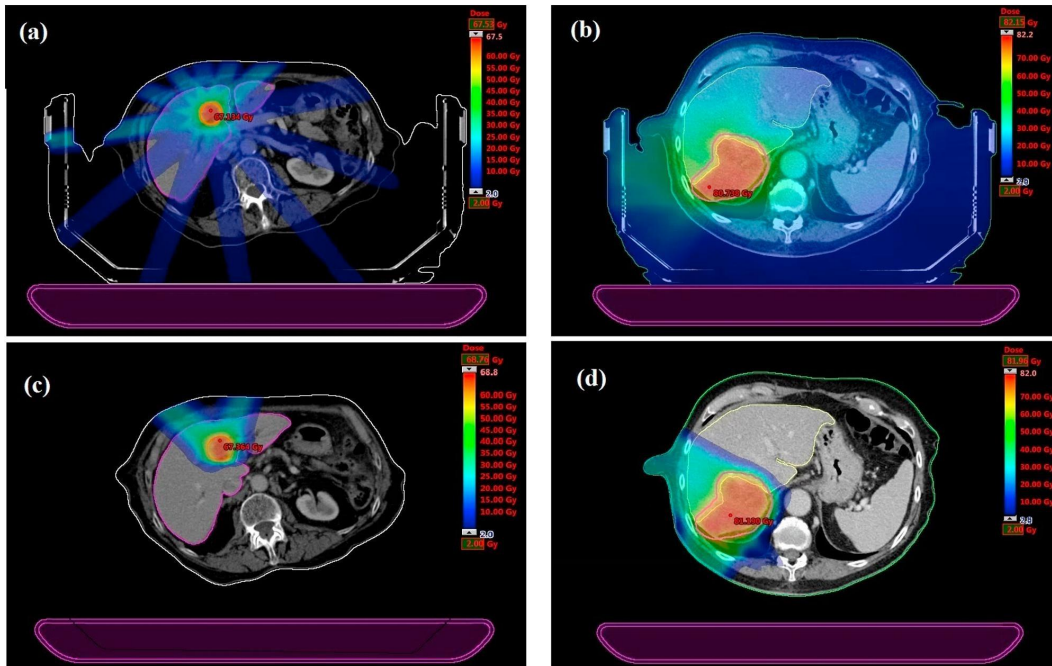 (a)
Dose
67.53 Gy
67.5
60.00 Gy
55.00 Gy
50.00 Gy
45.00 Gy
40.00 Gy
35.00 Gy
30.00 Gy
25.00 Gy
20.00 Gy
15.00 Gy
10.00 Gy
2.0
2.00 Gy
67.134 Gy
(b)
Dose
82.15 Gy
82.2
70.00 Gy
60.00 Gy
50.00 Gy
40.00 Gy
30.00 Gy
20.00 Gy
10.00 Gy
2.00 Gy
(c)
Dose
68.76 Gy
68.8
60.00 Gy
55.00 Gy
50.00 Gy
45.00 Gy
40.00 Gy
35.00 Gy
30.00 Gy
25.00 Gy
20.00 Gy
15.00 Gy
10.00 Gy
2.0
2.00 Gy
(d)
Dose
81.96 Gy
82.0
70.00 Gy
60.00 Gy
50.00 Gy
40.00 Gy
30.00 Gy
20.00 Gy
10.00 Gy
2.00 Gy